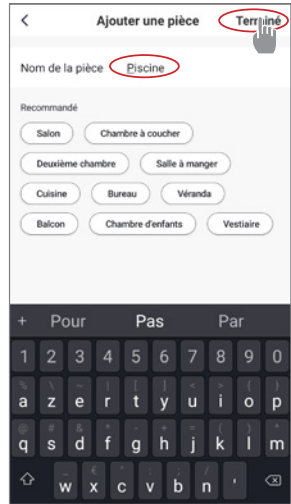 Ajouter une pièce Terminé
Nom de la pièce Piscine
Recommandé
Salon Chambre à coucher
Deuxième chambre Salle à manger
Cuisine Bureau Véranda
Balcon Chambre d'enfants Vestiaire
+ Pour Pas Par
1 2 3 4 5 6 7 8 9 0
a z e r t y u i o p
q s d f g h j k l m
w x c v b n '